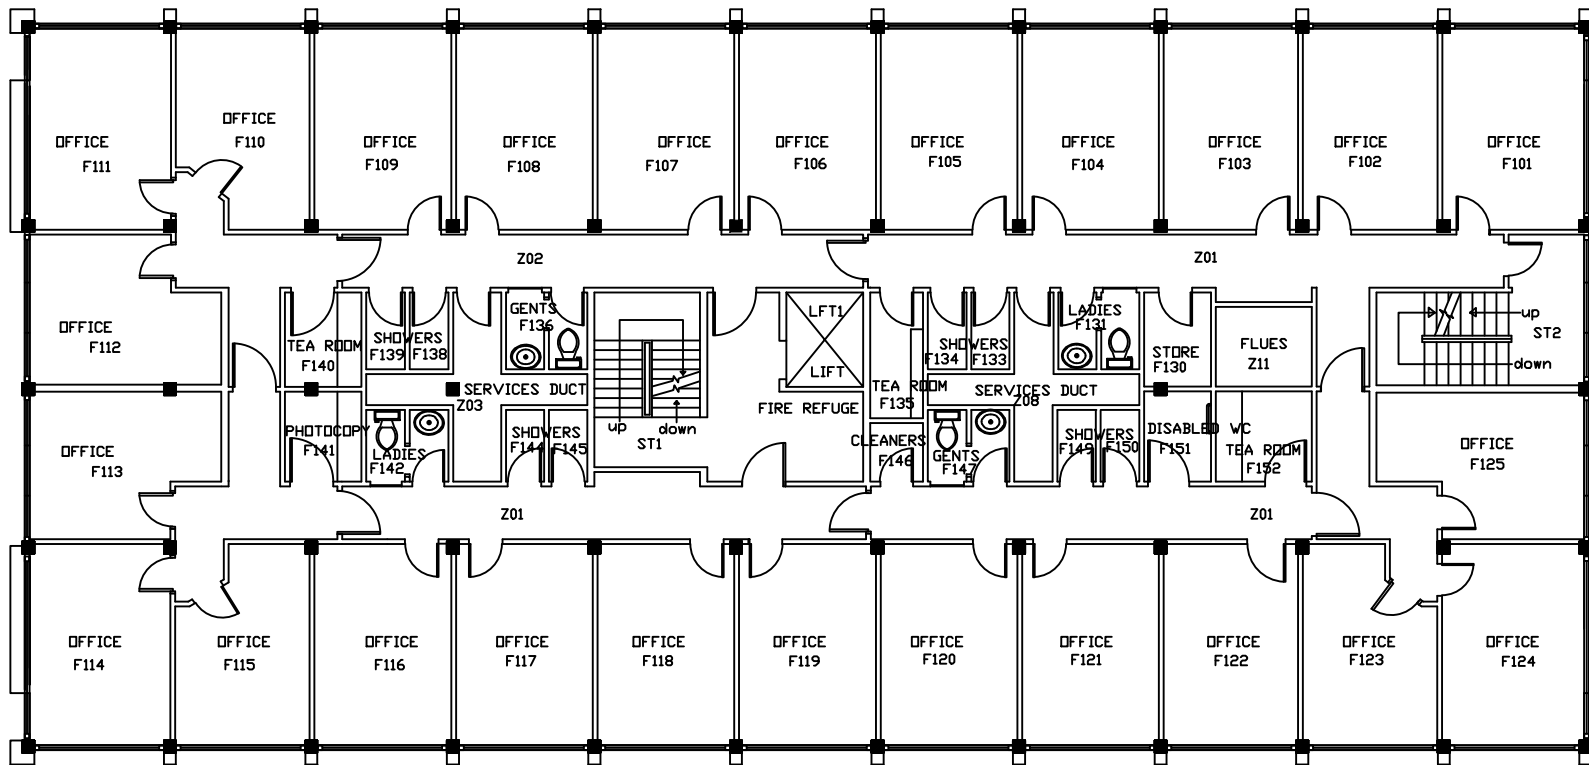 OFFICE
F111
OFFICE
F110
OFFICE
F109
OFFICE
F108
OFFICE
F107
OFFICE
F106
OFFICE
F105
OFFICE
F104
OFFICE
F103
OFFICE
F102
OFFICE
F101
Z02
Z01
OFFICE
F112
TEA ROOM
F140
SHOWERS
F139
F138
GENTS
F136
LFT1
LIFT
SHOWERS
F134
F133
LADIES
F131
STORE
F130
FLUES
Z11
up
ST2
down
SERVICES DUCT
Z03
up
down
ST1
FIRE REFUGE
TEA ROOM
F135
SERVICES DUCT
Z08
OFFICE
F113
PHOTOCOPY
F141
LADIES
F142
SHOWERS
F144
F145
CLEANERS
F146
GENTS
F147
SHOWERS
F149
F150
DISABLED WC
F151
TEA ROOM
F152
OFFICE
F125
Z01
Z01
OFFICE
F114
OFFICE
F115
OFFICE
F116
OFFICE
F117
OFFICE
F118
OFFICE
F119
OFFICE
F120
OFFICE
F121
OFFICE
F122
OFFICE
F123
OFFICE
F124